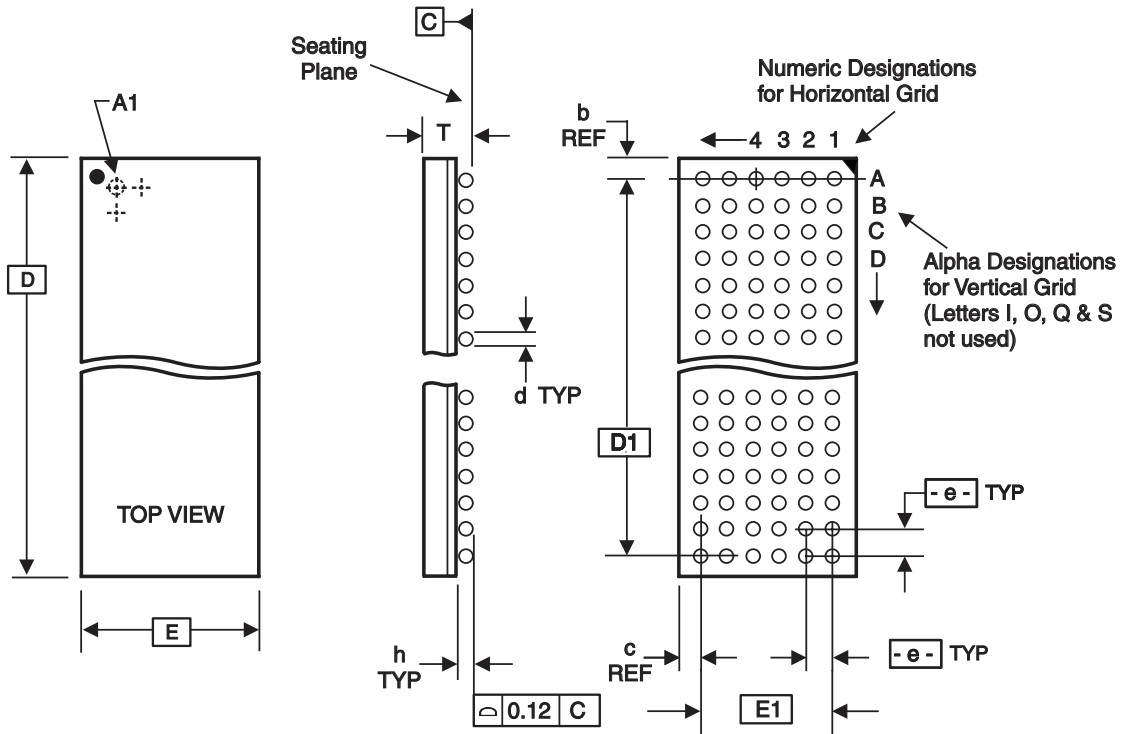 C
Seating
Plane
Numeric Designations
for Horizontal Grid
A1
T
b
REF
4 3 2 1
A
B
C
D
Alpha Designations
for Vertical Grid
(Letters I, O, Q & S
not used)
D
d TYP
D1
- e - TYP
TOP VIEW
E
h
TYP
c
REF
- e - TYP
0.12 C
E1